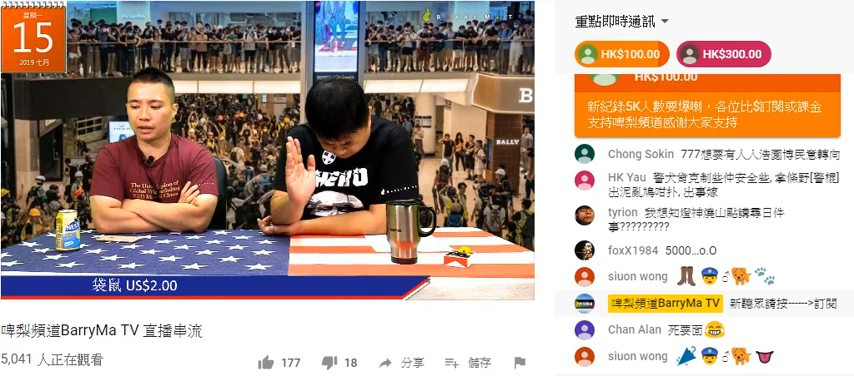 星期一
15
2019 七月
BarryMaTV
BALLY
HERO
袋鼠 US$2.00
啤梨頻道BarryMa TV 直播串流
5,041 人正在觀看
177
18
分享
儲存
重點即時通訊
HK$100.00
HK$300.00
HK$100.00
新紀錄5K人數要爆喇，各位比$訂閱或課金
支持啤梨頻道感謝大家支持
Chong Sokin 777想要有人人浩園博民意轉向
HK Yau 警犬肯克制些仲安全些, 拿條野[警棍]
出泥亂鳩咁扑, 出事㗎
tyrion 我想知燈神燒山點講尋日件
事?????????
foxX1984 5000…o.O
siuon wong 👢👮♂🐕🐾
啤梨頻道BarryMa TV 新聽眾請按------>訂閱
Chan Alan 死要面😂
siuon wong 🎉👮♂🐕👅